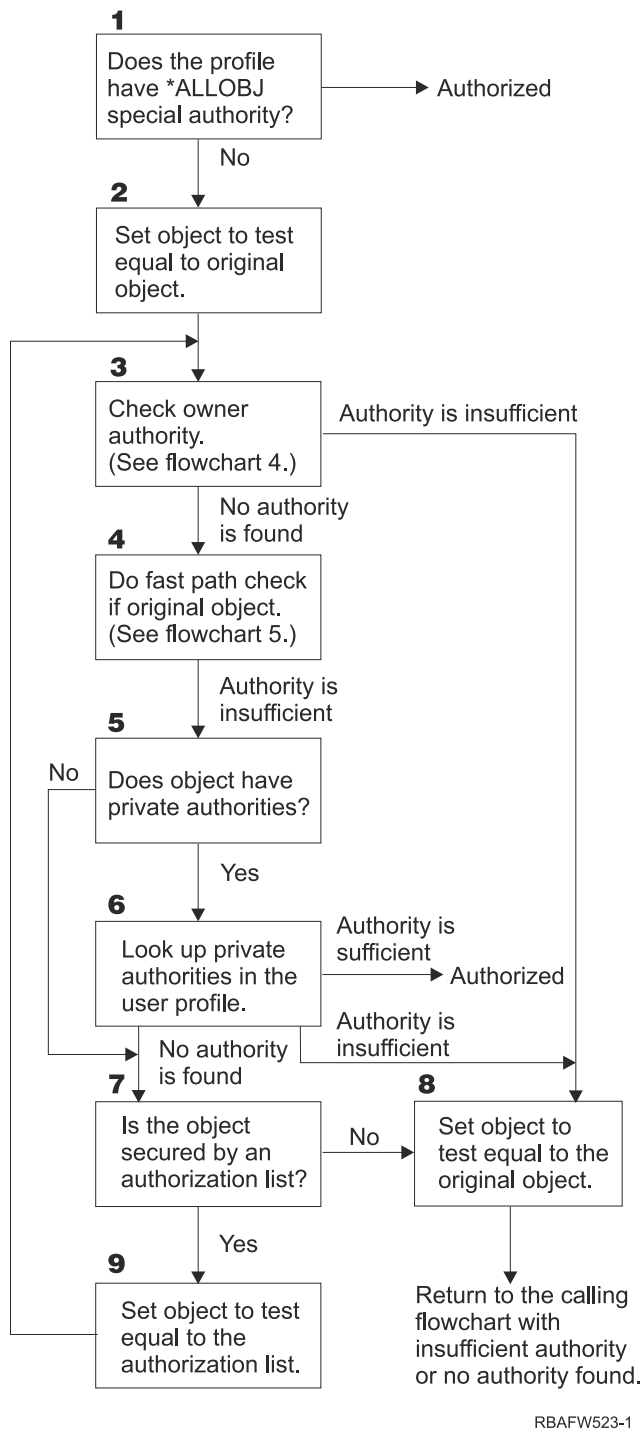 1
Does the profile
have *ALLOBJ
special authority?
Authorized
No
2
Set object to test
equal to original
object.
3
Check owner
authority.
(See flowchart 4.)
Authority is insufficient
No authority
is found
4
Do fast path check
if original object.
(See flowchart 5.)
Authority is
insufficient
5
No
Does object have
private authorities?
Yes
6
Look up private
authorities in the
user profile.
Authority is
sufficient
Authorized
Authority is
insufficient
No authority
is found
7
Is the object
secured by an
authorization list?
No
8
Set object to
test equal to the
original object.
Yes
9
Set object to test
equal to the
authorization list.
Return to the calling
flowchart with
insufficient authority
or no authority found.
RBAFW523-1